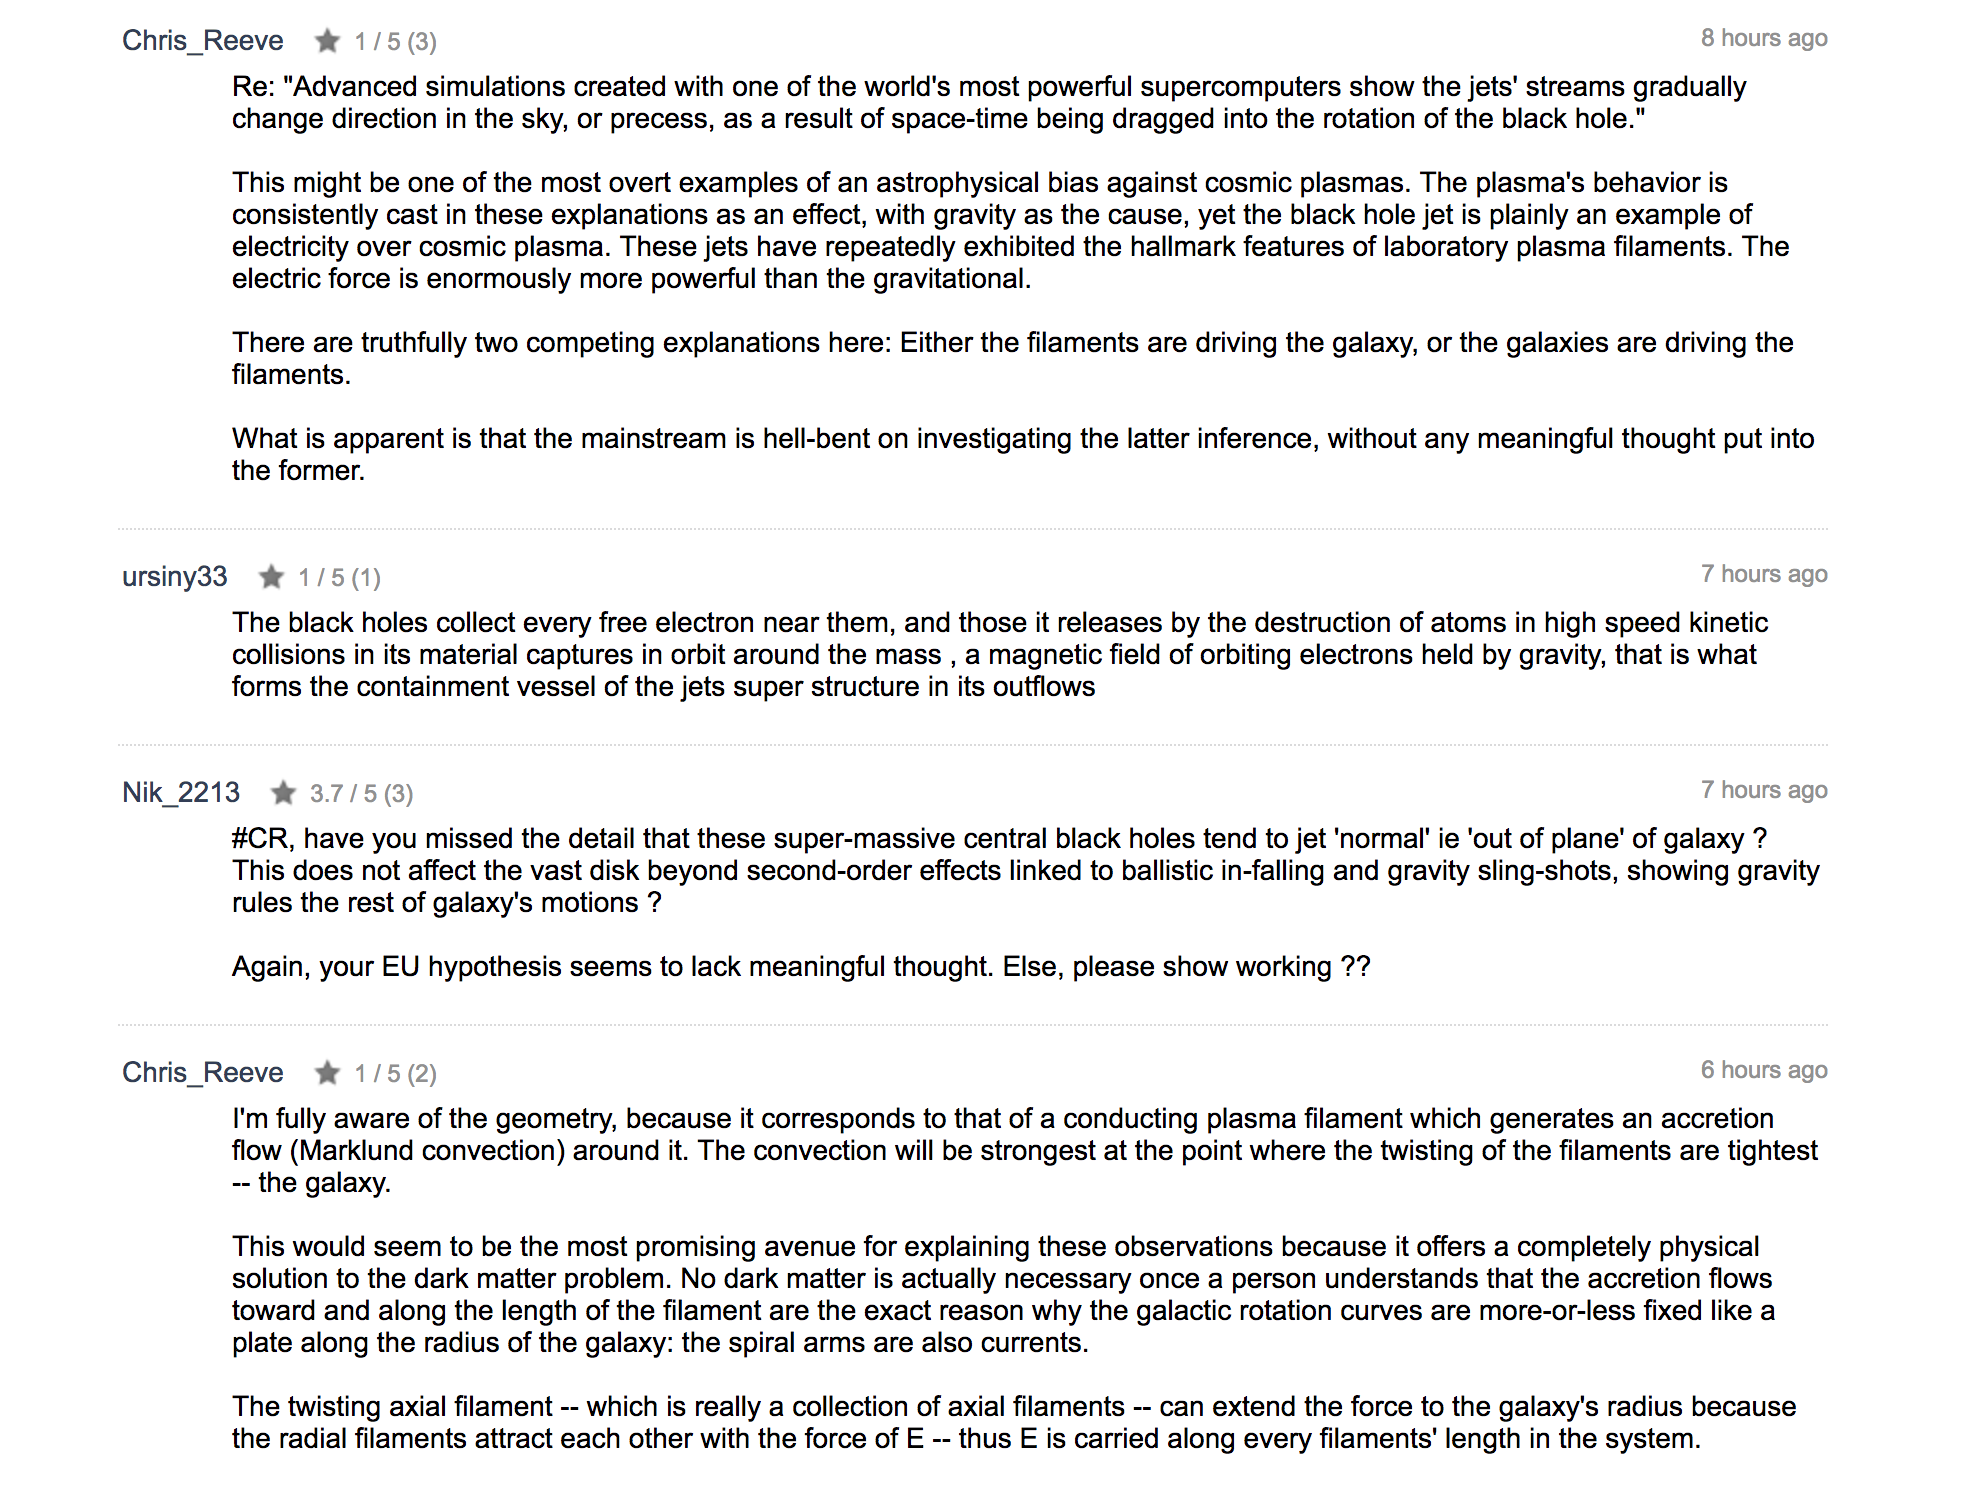 Chris_Reeve ★ 1 / 5 (3) 8 hours ago
Re: "Advanced simulations created with one of the world's most powerful supercomputers show the jets' streams gradually
change direction in the sky, or precess, as a result of space-time being dragged into the rotation of the black hole."
This might be one of the most overt examples of an astrophysical bias against cosmic plasmas. The plasma's behavior is
consistently cast in these explanations as an effect, with gravity as the cause, yet the black hole jet is plainly an example of
electricity over cosmic plasma. These jets have repeatedly exhibited the hallmark features of laboratory plasma filaments. The
electric force is enormously more powerful than the gravitational.
There are truthfully two competing explanations here: Either the filaments are driving the galaxy, or the galaxies are driving the
filaments.
What is apparent is that the mainstream is hell-bent on investigating the latter inference, without any meaningful thought put into
the former.
ursiny33 ★ 1 / 5 (1) 7 hours ago
The black holes collect every free electron near them, and those it releases by the destruction of atoms in high speed kinetic
collisions in its material captures in orbit around the mass , a magnetic field of orbiting electrons held by gravity, that is what
forms the containment vessel of the jets super structure in its outflows
Nik_2213 ★ 3.7 / 5 (3) 7 hours ago
#CR, have you missed the detail that these super-massive central black holes tend to jet 'normal' ie 'out of plane' of galaxy ?
This does not affect the vast disk beyond second-order effects linked to ballistic in-falling and gravity sling-shots, showing gravity
rules the rest of galaxy's motions ?
Again, your EU hypothesis seems to lack meaningful thought. Else, please show working ??
Chris_Reeve ★ 1 / 5 (2) 6 hours ago
I'm fully aware of the geometry, because it corresponds to that of a conducting plasma filament which generates an accretion
flow (Marklund convection) around it. The convection will be strongest at the point where the twisting of the filaments are tightest
-- the galaxy.
This would seem to be the most promising avenue for explaining these observations because it offers a completely physical
solution to the dark matter problem. No dark matter is actually necessary once a person understands that the accretion flows
toward and along the length of the filament are the exact reason why the galactic rotation curves are more-or-less fixed like a
plate along the radius of the galaxy: the spiral arms are also currents.
The twisting axial filament -- which is really a collection of axial filaments -- can extend the force to the galaxy's radius because
the radial filaments attract each other with the force of E -- thus E is carried along every filaments' length in the system.